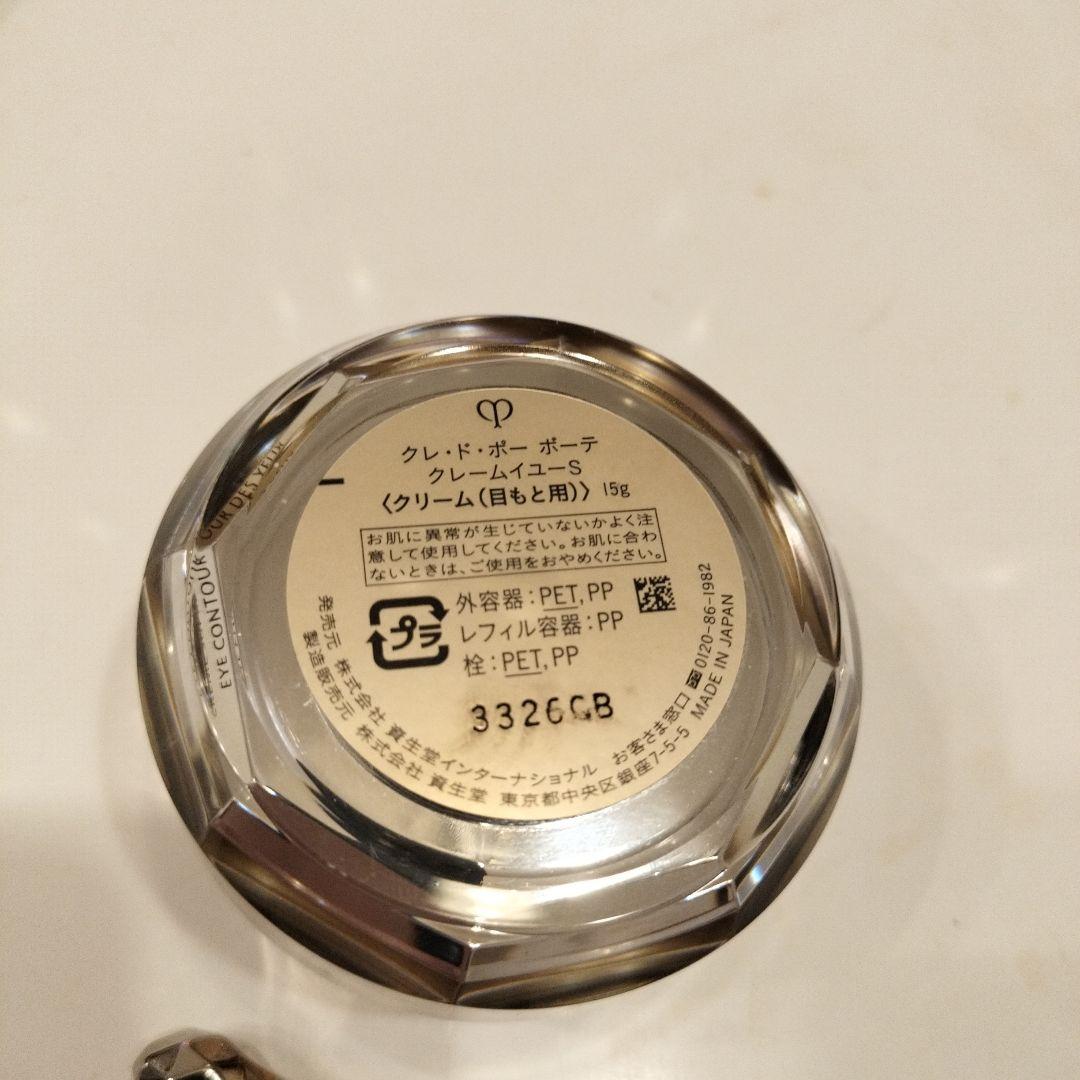 クレ・ド・ポー ボーテ
クレームイユーS
〈クリーム(目もと用)〉 15g
お肌に異常が生じていないかよく注
意して使用してください。お肌に合わ
ないときは、ご使用をおやめください。
プラ
外容器：PET, PP
レフィル容器：PP
栓：PET, PP
3326CB
発売元 株式会社 資生堂インターナショナル お客さま窓口 0120-86-1982
製造販売元 株式会社 資生堂 東京都中央区銀座7-5-5 MADE IN JAPAN
EYE CONTOUR
OUR DES YEUX